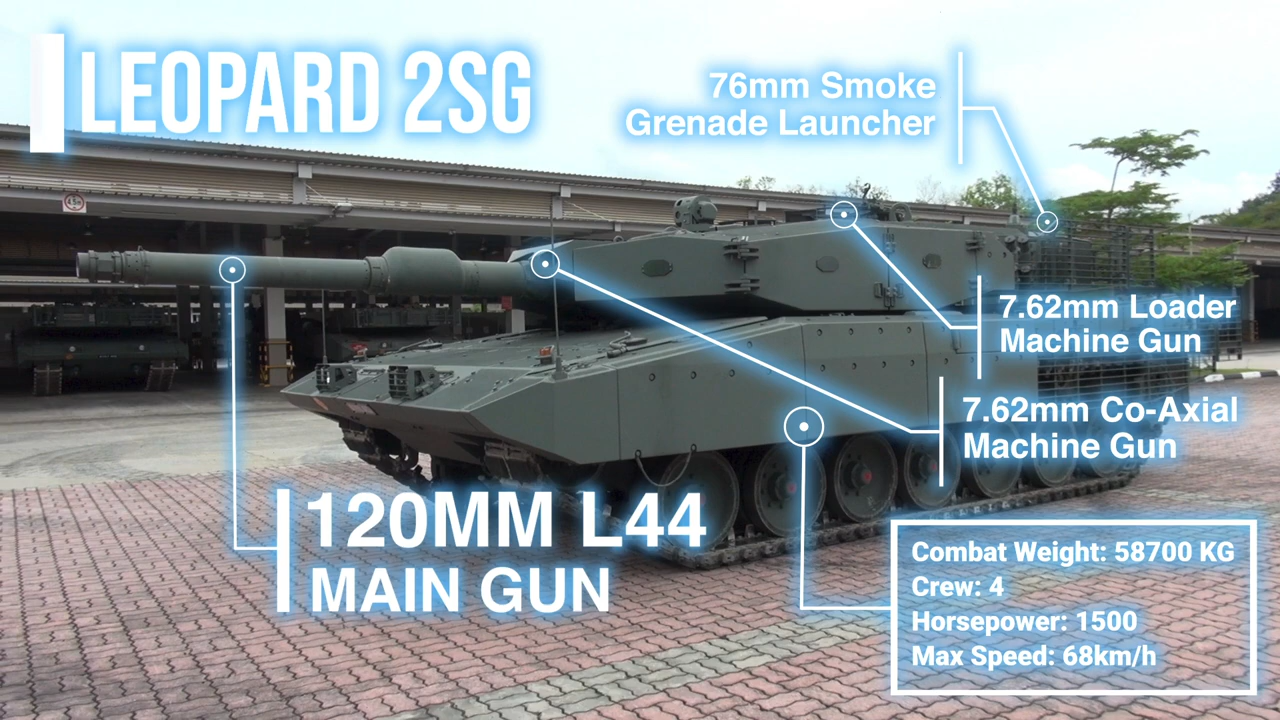 LEOPARD 2SG
76mm Smoke
Grenade Launcher
7.62mm Loader
Machine Gun
7.62mm Co-Axial
Machine Gun
120MM L44
MAIN GUN
Combat Weight: 58700 KG
Crew: 4
Horsepower: 1500
Max Speed: 68km/h